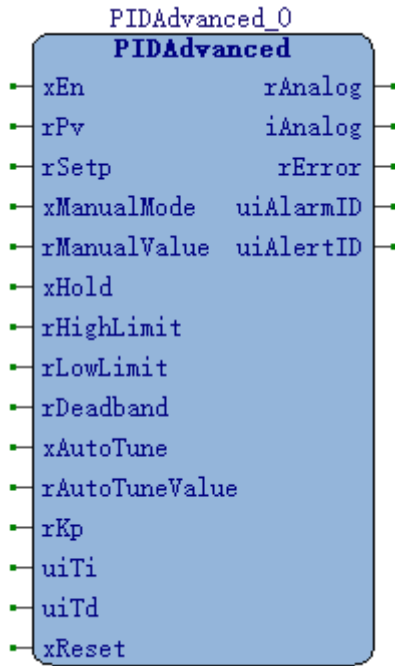 PIDAdvanced_0
PIDAdvanced
xEn rAnalog
rPv iAnalog
rSetp rError
xManualMode uiAlarmID
rManualValue uiAlertID
xHold
rHighLimit
rLowLimit
rDeadband
xAutoTune
rAutoTuneValue
rKp
uiTi
uiTd
xReset